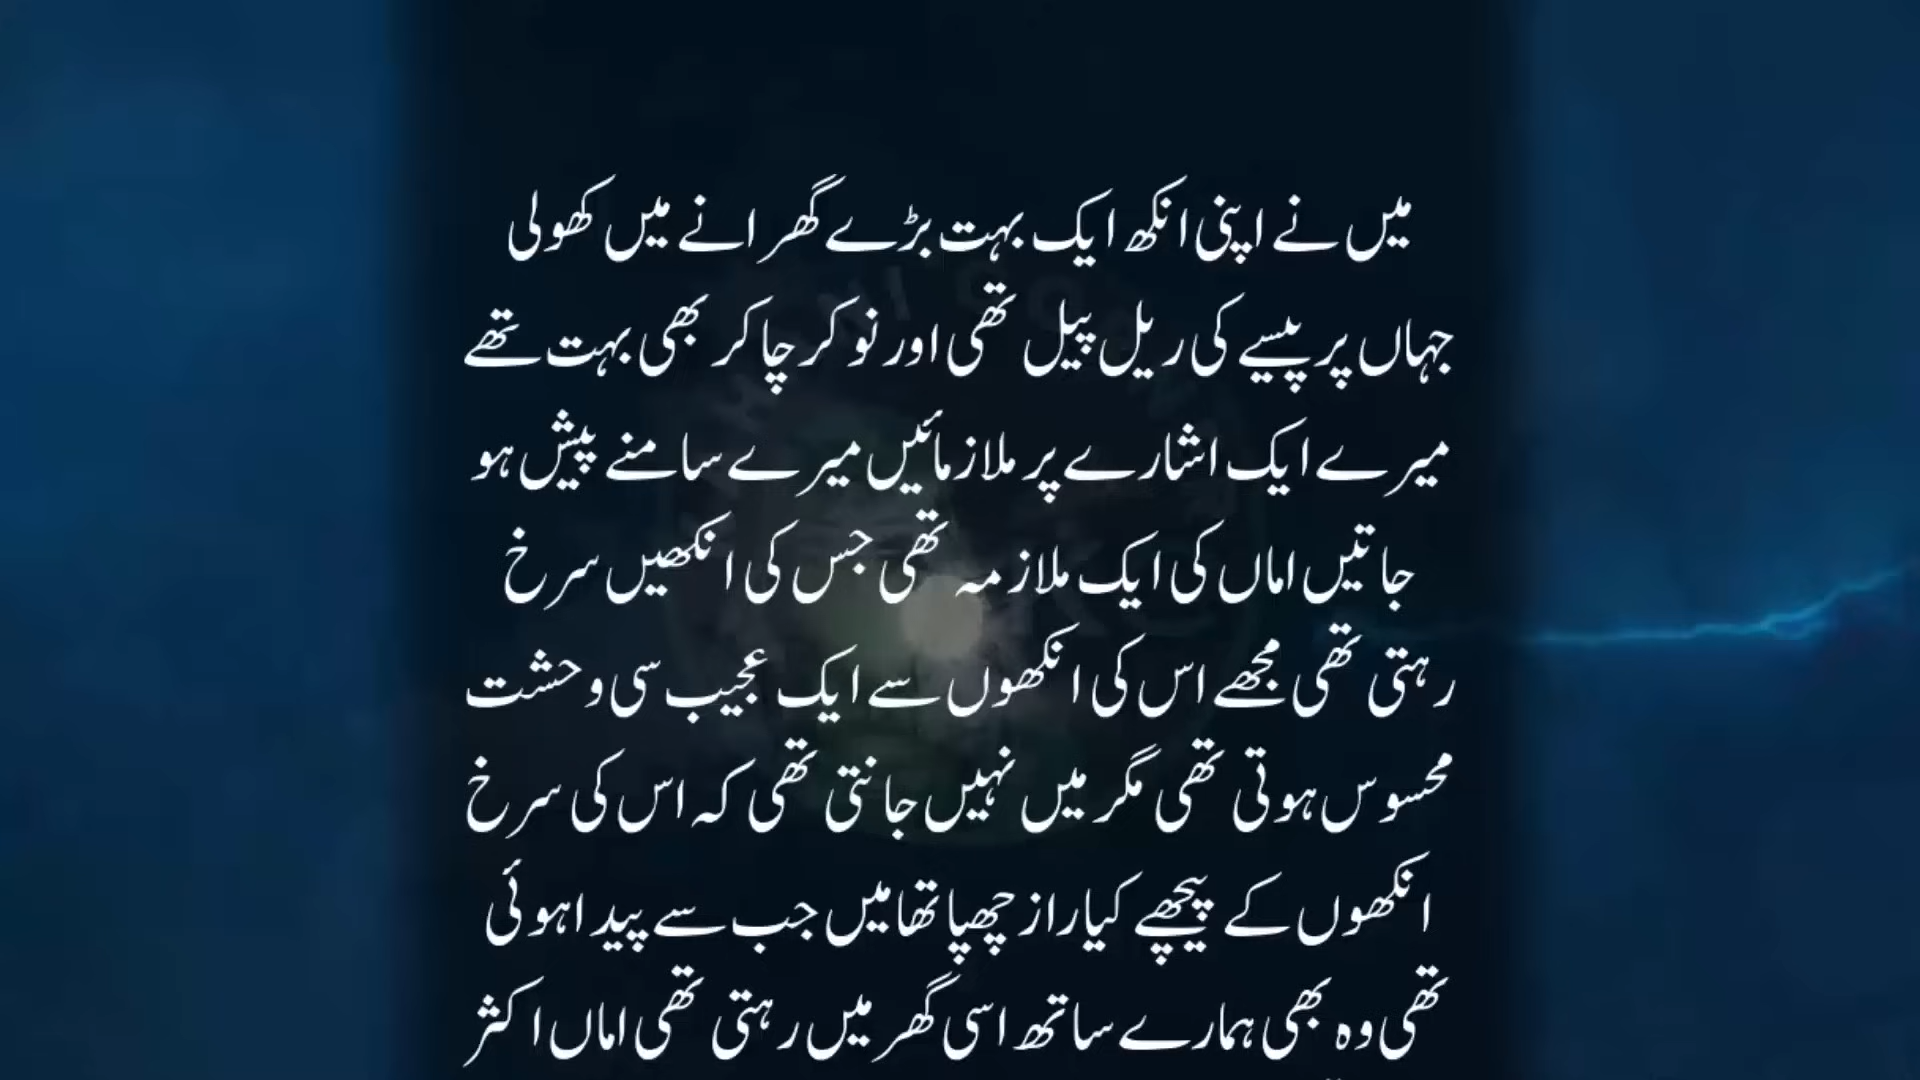 میں نے اپنی انکھ ایک بہت بڑے گھرانے میں کھولی
جہاں پر پیسے کی ریل پیل تھی اور نوکر چاکر بھی بہت تھے
میرے ایک اشارے پر ملازمائیں میرے سامنے پیش ہو
جاتیں اماں کی ایک ملازمہ تھی جس کی انکھیں سرخ
رہتی تھی مجھے اس کی انکھوں سے ایک عجیب سی وحشت
محسوس ہوتی تھی مگر میں نہیں جانتی تھی کہ اس کی سرخ
انکھوں کے پیچھے کیا راز چھپا تھا میں جب سے پیدا ہوئی
تھی وہ بھی ہمارے ساتھ اسی گھر میں رہتی تھی اماں اکثر